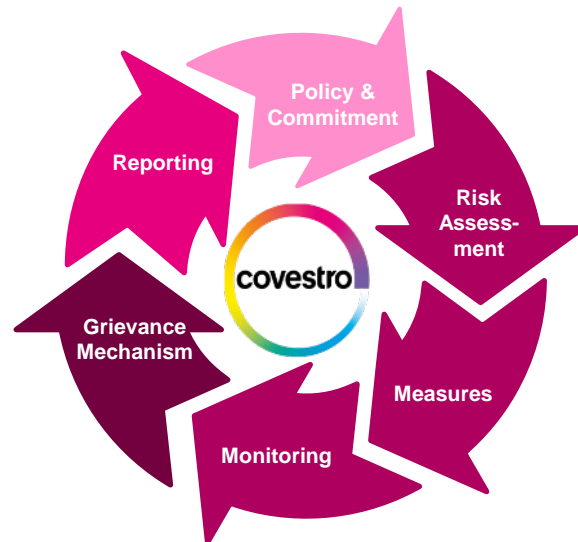 Policy &
Commitment
Risk
Assess-
ment
Measures
Monitoring
Grievance
Mechanism
Reporting
covestro